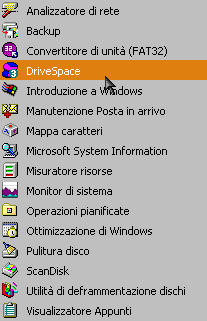 Analizzatore di rete
Backup
Convertitore di unità (FAT32)
DriveSpace
Introduzione a Windows
Manutenzione Posta in arrivo
Mappa caratteri
Microsoft System Information
Misuratore risorse
Monitor di sistema
Operazioni pianificate
Ottimizzazione di Windows
Pulitura disco
ScanDisk
Utilità di deframmentazione dischi
Visualizzatore Appunti